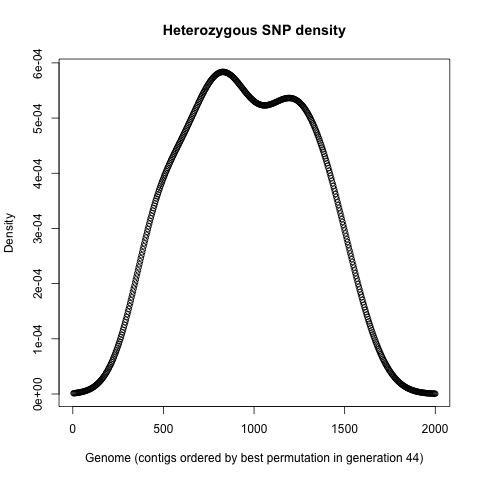 Heterozygous SNP density
6e-04
5e-04
4e-04
3e-04
2e-04
1e-04
0e+00
Density
0 500 1000 1500 2000
Genome (contigs ordered by best permutation in generation 44)